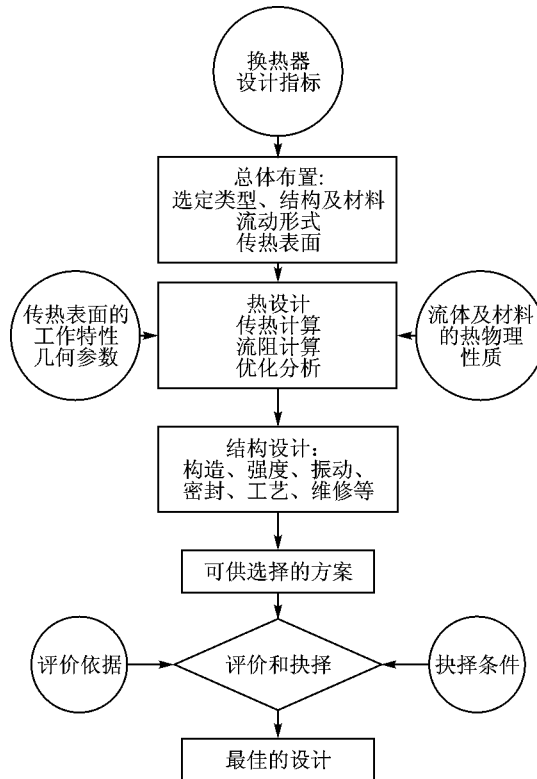 换热器
设计指标
总体布置:
选定类型、结构及材料
流动形式
传热表面
传热表面的
工作特性
几何参数
热设计
传热计算
流阻计算
优化分析
流体及材料
的热物理
性质
结构设计：
构造、强度、振动、
密封、工艺、维修等
可供选择的方案
评价依据
评价和抉择
抉择条件
最佳的设计